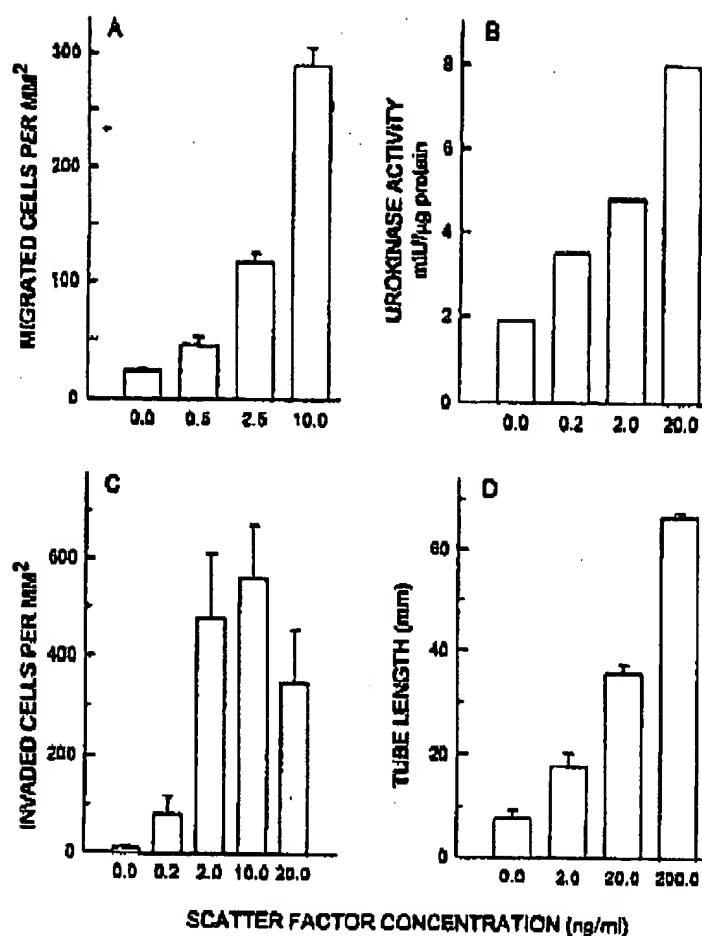 A
MIGRATED CELLS PER MM²
300
200
100
0
0.0 0.5 2.5 10.0
B
UROKINASE ACTIVITY
mIU/µg protein
8
6
4
2
0
0.0 0.2 2.0 20.0
C
INVADED CELLS PER MM²
600
400
200
0
0.0 0.2 2.0 10.0 20.0
D
TUBE LENGTH (mm)
60
40
20
0
0.0 2.0 20.0 200.0
SCATTER FACTOR CONCENTRATION (ng/ml)